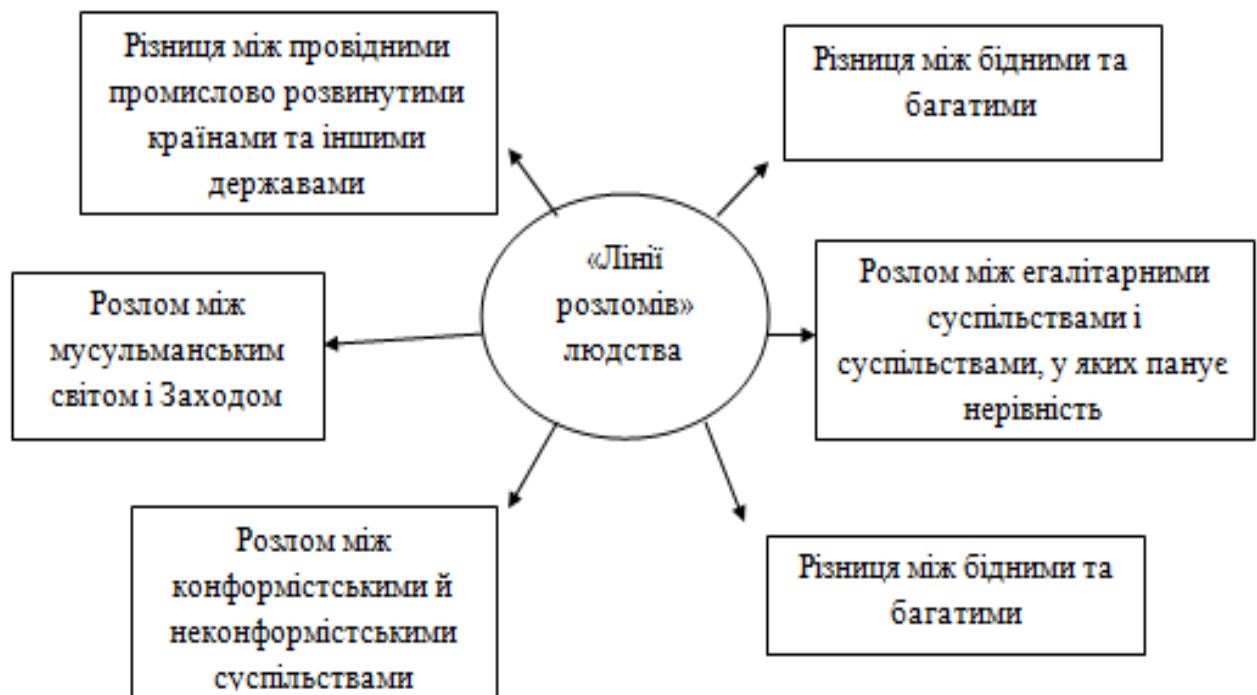 Різниця між провідними
промислово розвинутими
країнами та іншими
державами
Різниця між бідними та
багатими
«Лінії
розломів»
людства
Розлом між
мусульманським
світом і Заходом
Розлом між егалітарними
суспільствами і
суспільствами, у яких панує
нерівність
Розлом між
конформістськими й
неконформістськими
суспільствами
Різниця між бідними та
багатими